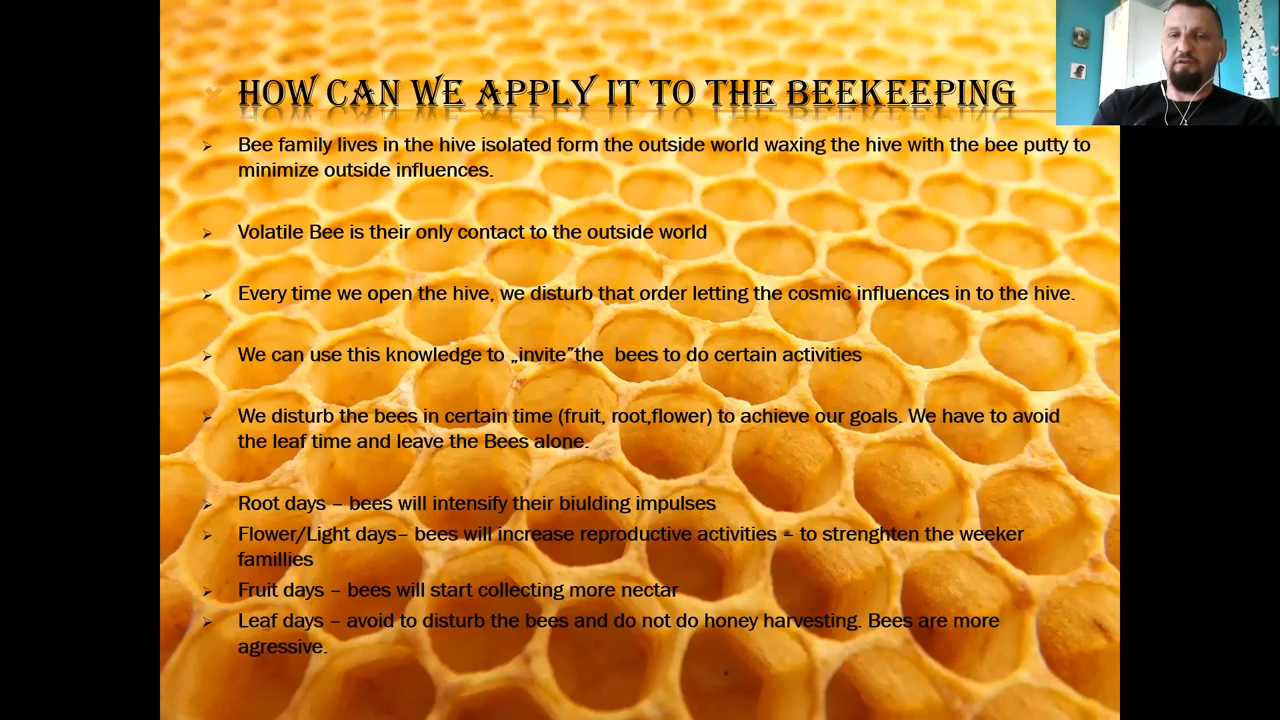 HOW CAN WE APPLY IT TO THE BEEKEEPING
Bee family lives in the hive isolated form the outside world waxing the hive with the bee putty to
minimize outside influences.
Volatile Bee is their only contact to the outside world
Every time we open the hive, we disturb that order letting the cosmic influences in to the hive.
We can use this knowledge to „invite”the bees to do certain activities
We disturb the bees in certain time (fruit, root,flower) to achieve our goals. We have to avoid
the leaf time and leave the Bees alone.
Root days – bees will intensify their biulding impulses
Flower/Light days– bees will increase reproductive activities – to strenghten the weeker
famillies
Fruit days – bees will start collecting more nectar
Leaf days – avoid to disturb the bees and do not do honey harvesting. Bees are more
agressive.